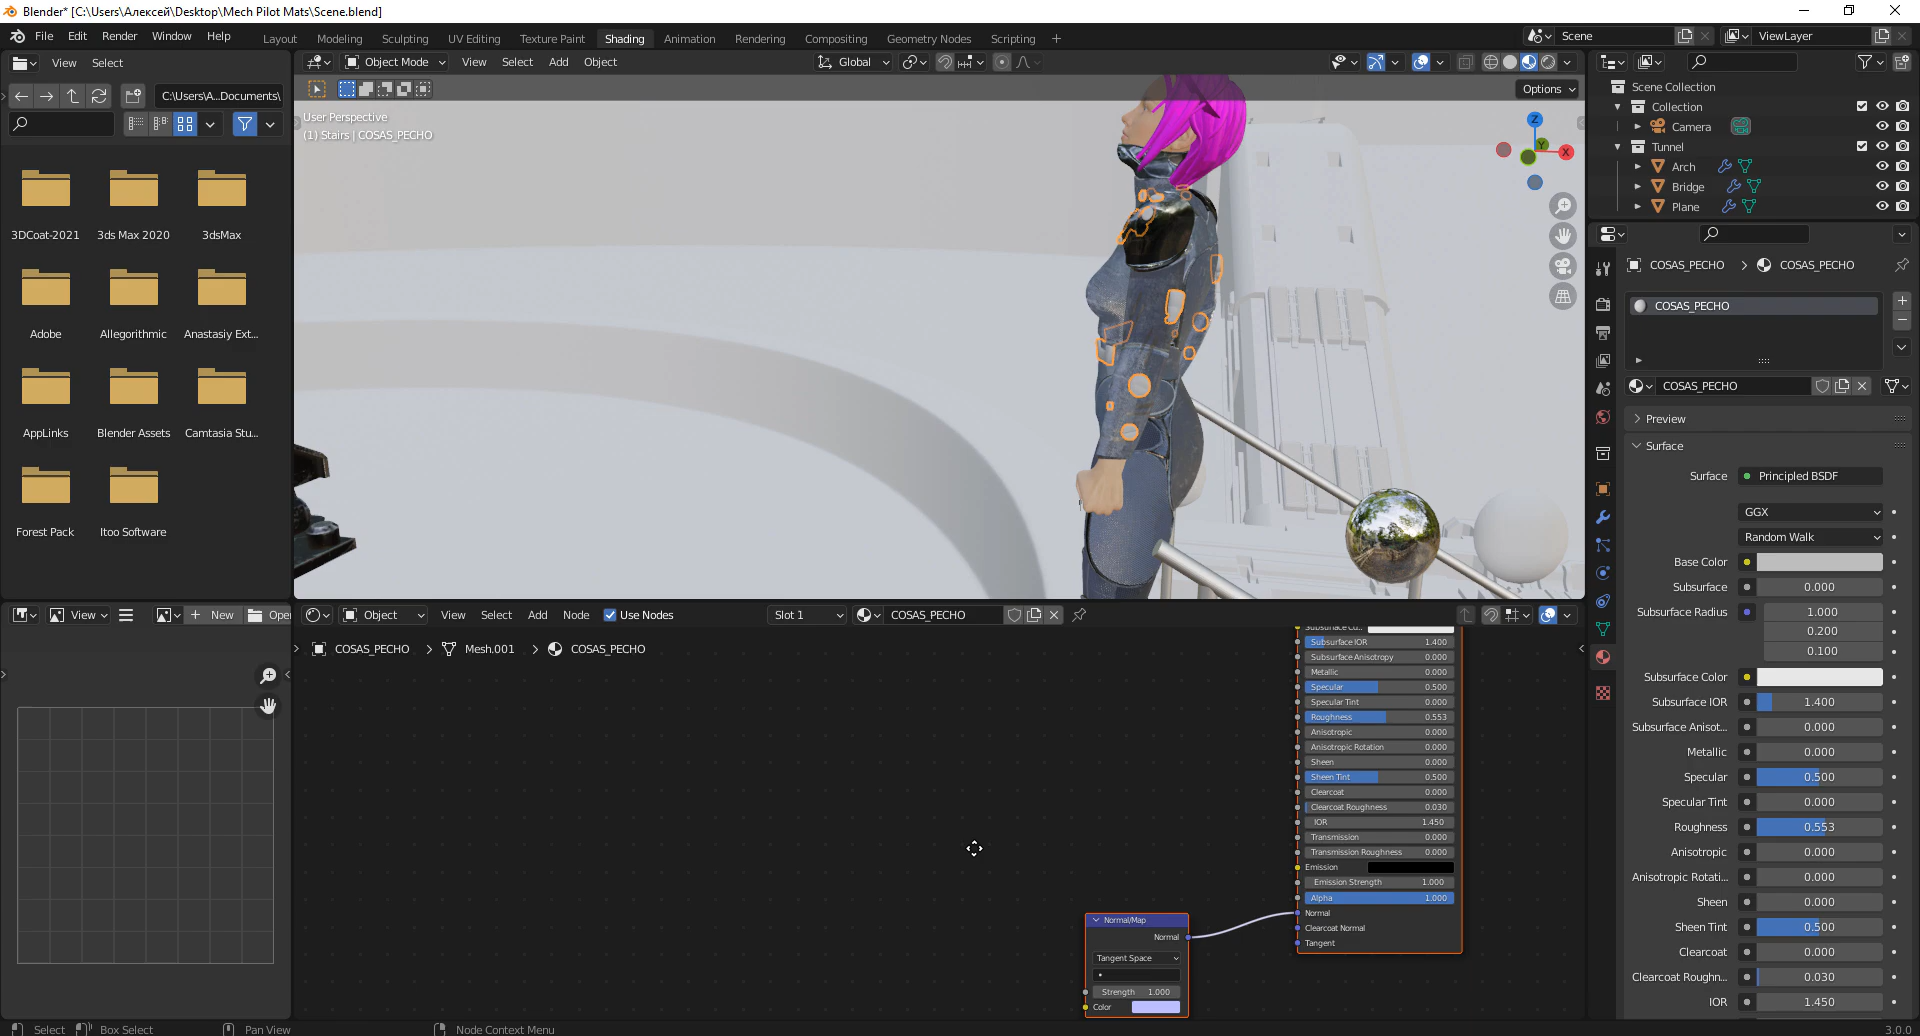 Blender* [C:\Users\Алексей\Desktop\Mech Pilot Mats\Scene.blend]
File Edit Render Window Help
Layout Modeling Sculpting UV Editing Texture Paint Shading Animation Rendering Compositing Geometry Nodes Scripting +
Scene
ViewLayer
View Select
C:\Users\A...Documents\
3DCoat-2021 3ds Max 2020 3dsMax
Adobe Allegorithmic Anastasiy Ext...
AppLinks Blender Assets Camtasia Stu...
Forest Pack Itoo Software
Object Mode View Select Add Object
Global
Options
User Perspective
(1) Stairs | COSAS_PECHO
Z
Y
X
Scene Collection
Collection
Camera
Tunnel
Arch
Bridge
Plane
COSAS_PECHO > COSAS_PECHO
COSAS_PECHO
COSAS_PECHO
Preview
Surface
Surface Principled BSDF
GGX
Random Walk
Base Color
Subsurface 0.000
Subsurface Radius 1.000
0.200
0.100
Subsurface Color
Subsurface IOR 1.400
Subsurface Anisot... 0.000
Metallic 0.000
Specular 0.500
Specular Tint 0.000
Roughness 0.553
Anisotropic 0.000
Anisotropic Rotati... 0.000
Sheen 0.000
Sheen Tint 0.500
Clearcoat 0.000
Clearcoat Roughn... 0.030
IOR 1.450
View
New
Open
Object View Select Add Node Use Nodes
Slot 1
COSAS_PECHO
COSAS_PECHO > Mesh.001 > COSAS_PECHO
Subsurface IOR 1.400
Subsurface Anisotropy 0.000
Metallic 0.000
Specular 0.500
Specular Tint 0.000
Roughness 0.553
Anisotropic 0.000
Anisotropic Rotation 0.000
Sheen 0.000
Sheen Tint 0.500
Clearcoat 0.000
Clearcoat Roughness 0.030
IOR 1.450
Transmission 0.000
Transmission Roughness 0.000
Emission
Emission Strength 1.000
Alpha 1.000
Normal
Clearcoat Normal
Tangent
Normal/Map
Normal
Tangent Space
Strength 1.000
Color
Select Box Select Pan View Node Context Menu
3.0.0